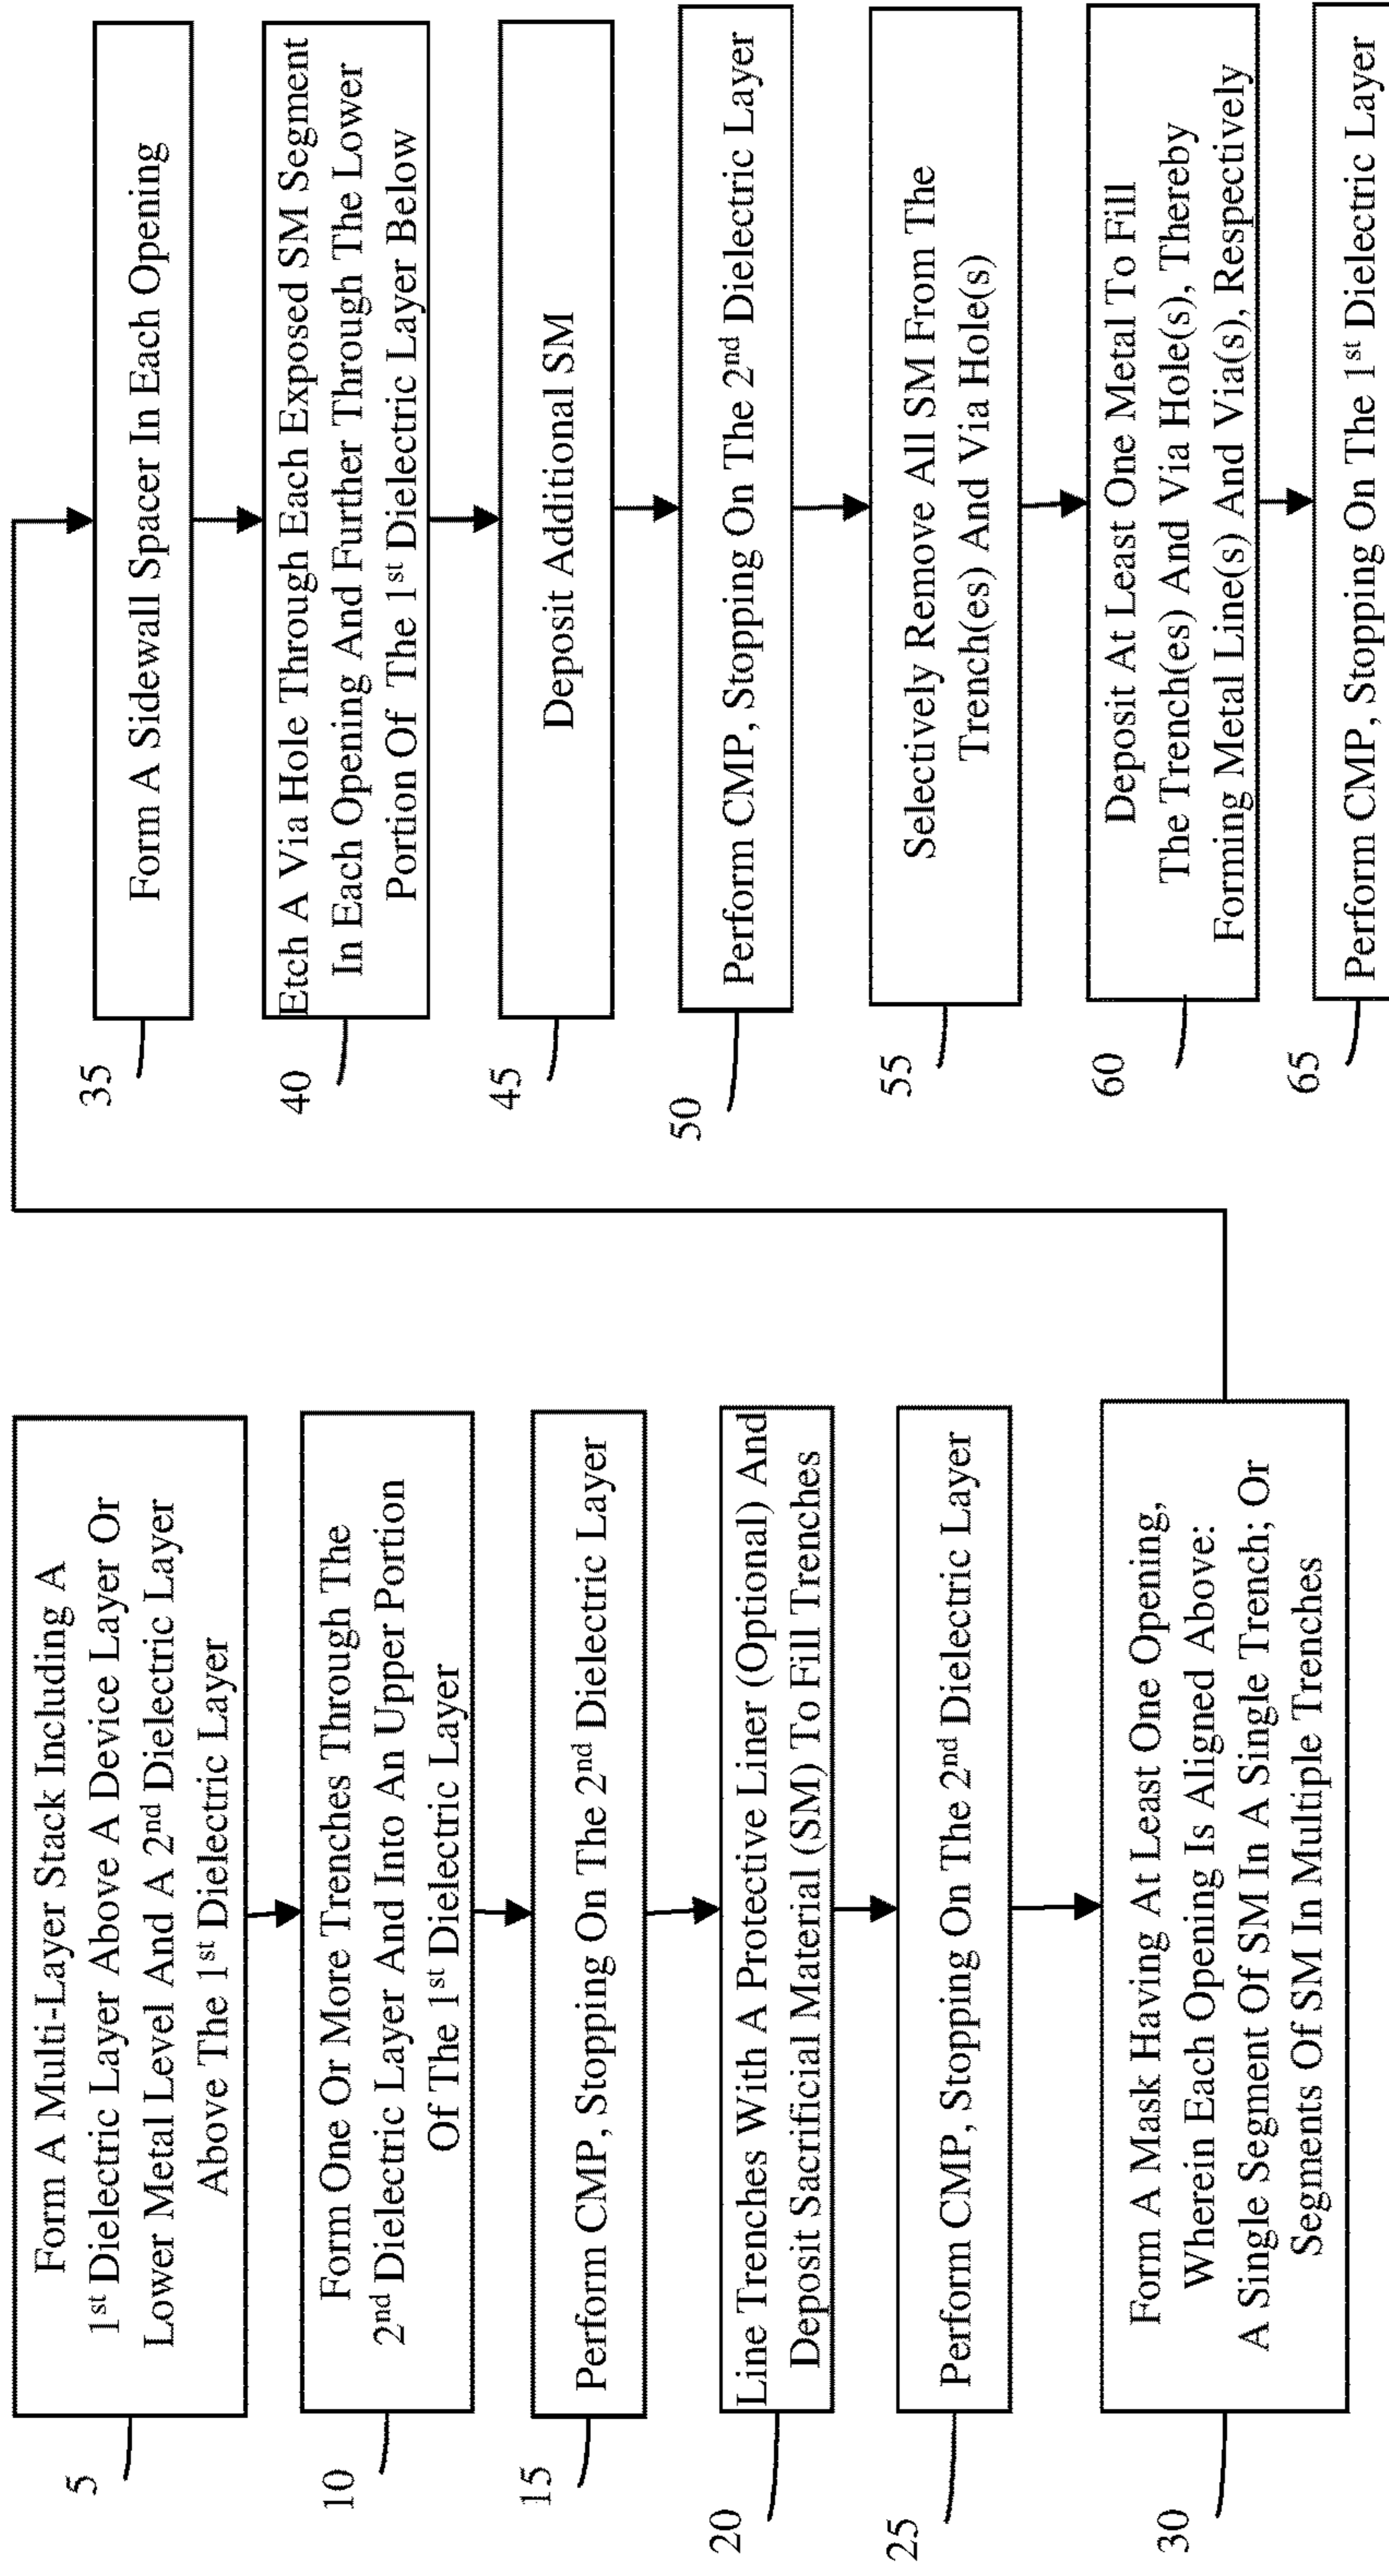 5
Form A Multi-Layer Stack Including A
1st Dielectric Layer Above A Device Layer Or
Lower Metal Level And A 2nd Dielectric Layer
Above The 1st Dielectric Layer
10
Form One Or More Trenches Through The
2nd Dielectric Layer And Into An Upper Portion
Of The 1st Dielectric Layer
15
Perform CMP, Stopping On The 2nd Dielectric Layer
20
Line Trenches With A Protective Liner (Optional) And
Deposit Sacrificial Material (SM) To Fill Trenches
25
Perform CMP, Stopping On The 2nd Dielectric Layer
30
Form A Mask Having At Least One Opening,
Wherein Each Opening Is Aligned Above:
A Single Segment Of SM In A Single Trench; Or
Segments Of SM In Multiple Trenches
35
Form A Sidewall Spacer In Each Opening
40
Etch A Via Hole Through Each Exposed SM Segment
In Each Opening And Further Through The Lower
Portion Of The 1st Dielectric Layer Below
45
Deposit Additional SM
50
Perform CMP, Stopping On The 2nd Dielectric Layer
55
Selectively Remove All SM From The
Trench(es) And Via Hole(s)
60
Deposit At Least One Metal To Fill
The Trench(es) And Via Hole(s), Thereby
Forming Metal Line(s) And Via(s), Respectively
65
Perform CMP, Stopping On The 1st Dielectric Layer